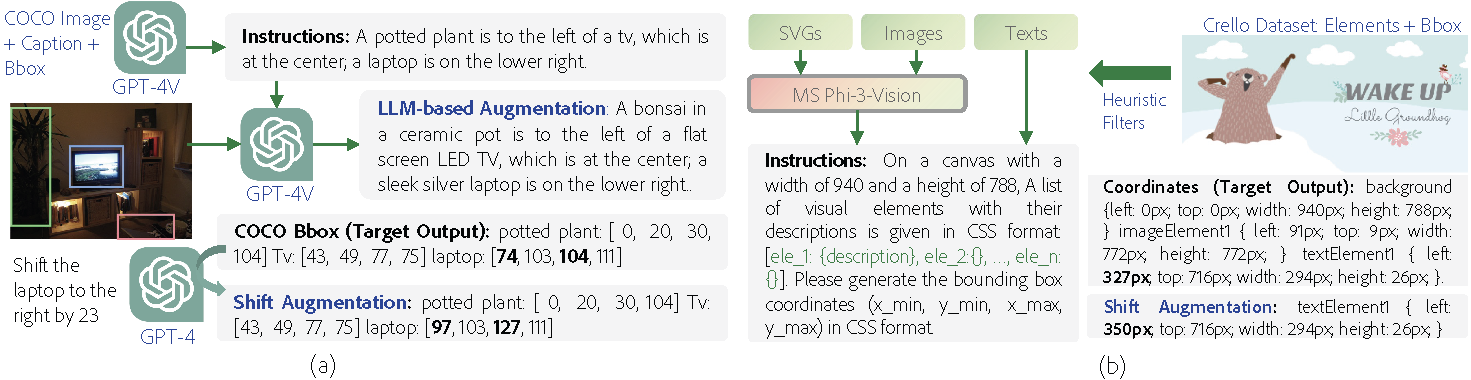 COCO Image
+ Caption +
Bbox
GPT-4V
Instructions: A potted plant is to the left of a tv, which is
at the center; a laptop is on the lower right.
GPT-4V
LLM-based Augmentation: A bonsai in
a ceramic pot is to the left of a flat
screen LED TV, which is at the center; a
sleek silver laptop is on the lower right..
Shift the
laptop to the
right by 23
GPT-4
COCO Bbox (Target Output): potted plant: [ 0, 20, 30,
104] Tv: [43, 49, 77, 75] laptop: [74, 103, 104, 111]
Shift Augmentation: potted plant: [ 0, 20, 30, 104] Tv:
[43, 49, 77, 75] laptop: [97, 103, 127, 111]
(a)
SVGs
Images
Texts
MS Phi-3-Vision
Instructions: On a canvas with a
width of 940 and a height of 788, A list
of visual elements with their
descriptions is given in CSS format:
[ele_1: {description}, ele_2:{}, ..., ele_n:
{}]. Please generate the bounding box
coordinates (x_min, y_min, x_max,
y_max) in CSS format.
Crello Dataset: Elements + Bbox
Heuristic
Filters
WAKE UP
Little Groundhog
Coordinates (Target Output): background
{left: 0px; top: 0px; width: 940px; height: 788px;
} imageElement1 { left: 91px; top: 9px; width:
772px; height: 772px; } textElement1 { left:
327px; top: 716px; width: 294px; height: 26px; }.
Shift Augmentation: textElement1 { left:
350px; top: 716px; width: 294px; height: 26px; }
(b)